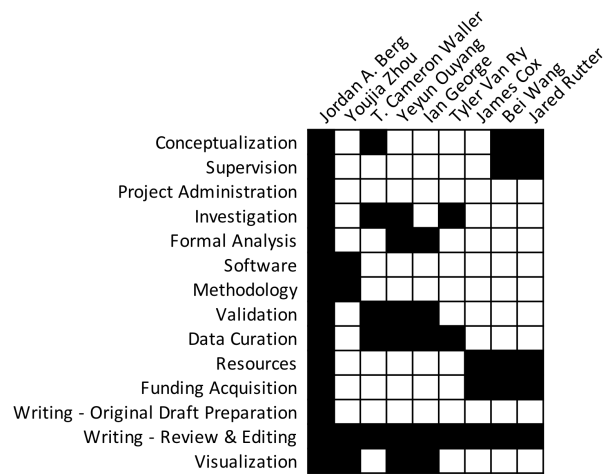 Jordan A. Berg
Youjia Zhou
T. Cameron Waller
Yeyun Ouyang
Ian George
Tyler Van Ry
James Cox
Bei Wang
Jared Rutter
Conceptualization
Supervision
Project Administration
Investigation
Formal Analysis
Software
Methodology
Validation
Data Curation
Resources
Funding Acquisition
Writing - Original Draft Preparation
Writing - Review & Editing
Visualization